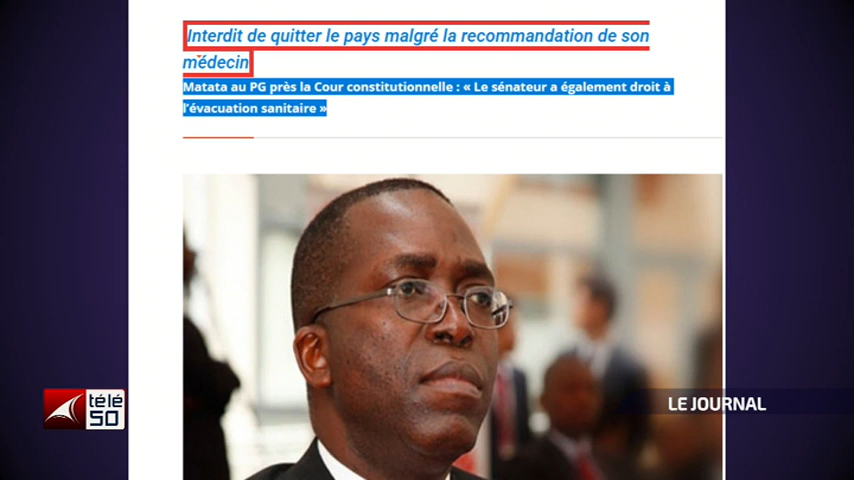 Interdit de quitter le pays malgré la recommandation de son
médecin
Matata au PG près la Cour constitutionnelle : « Le sénateur a également droit à
l'évacuation sanitaire »
télé
50
LE JOURNAL